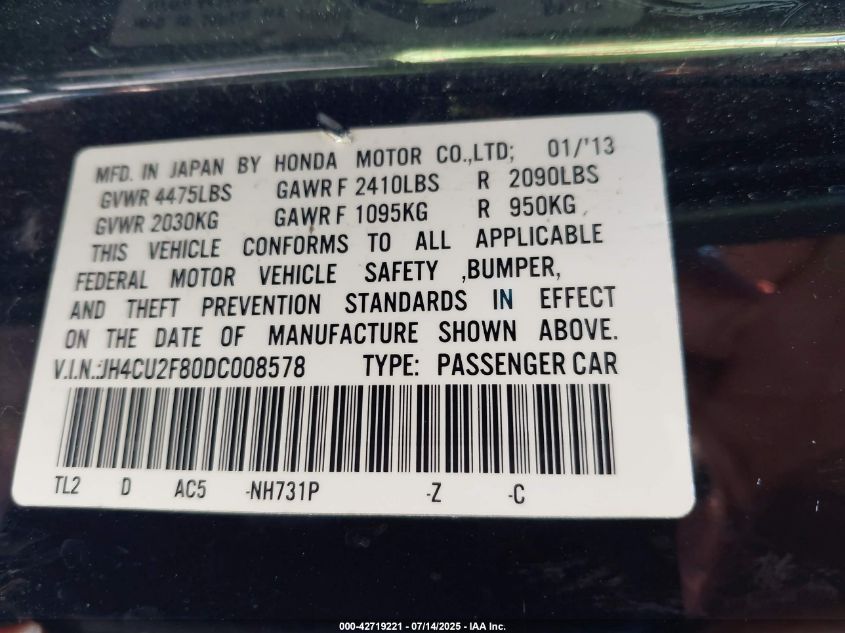 MFD. IN JAPAN BY HONDA MOTOR CO.,LTD; 01/'13
GVWR 4475LBS GAWR F 2410LBS R 2090LBS
GVWR 2030KG GAWR F 1095KG R 950KG
THIS VEHICLE CONFORMS TO ALL APPLICABLE
FEDERAL MOTOR VEHICLE SAFETY ,BUMPER,
AND THEFT PREVENTION STANDARDS IN EFFECT
ON THE DATE OF MANUFACTURE SHOWN ABOVE.
V.I.N.:JH4CU2F80DC008578 TYPE: PASSENGER CAR
TL2 D AC5 -NH731P -Z -C
000-42719221 - 07/14/2025 - IAA Inc.